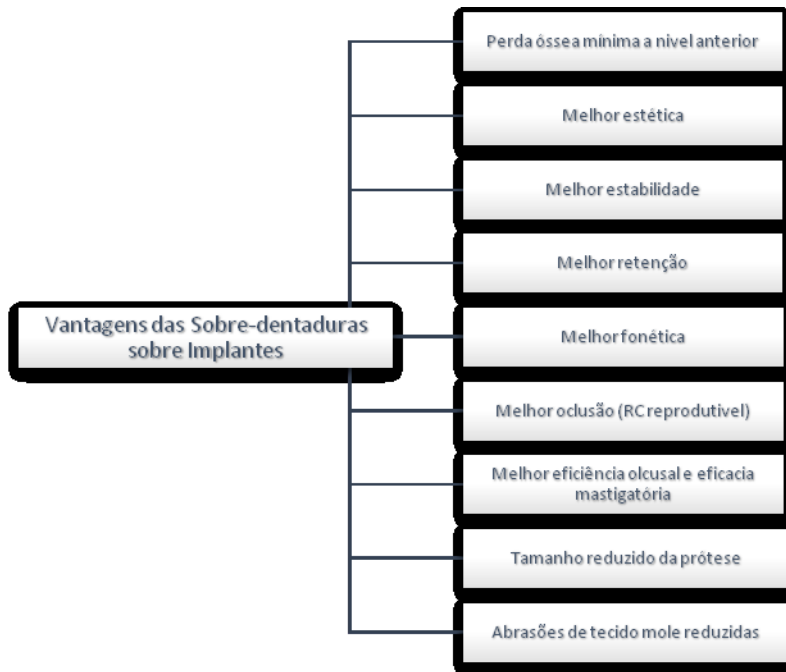 Perda óssea mínima a nivel anterior
Melhor estética
Melhor estabilidade
Melhor retenção
Vantagens das Sobre-dentaduras
sobre Implantes
Melhor fonética
Melhor oclusão (RC reprodutivel)
Melhor eficiência olcusal e eficacia
mastigatória
Tamanho reduzido da prótese
Abrasões de tecido mole reduzidas